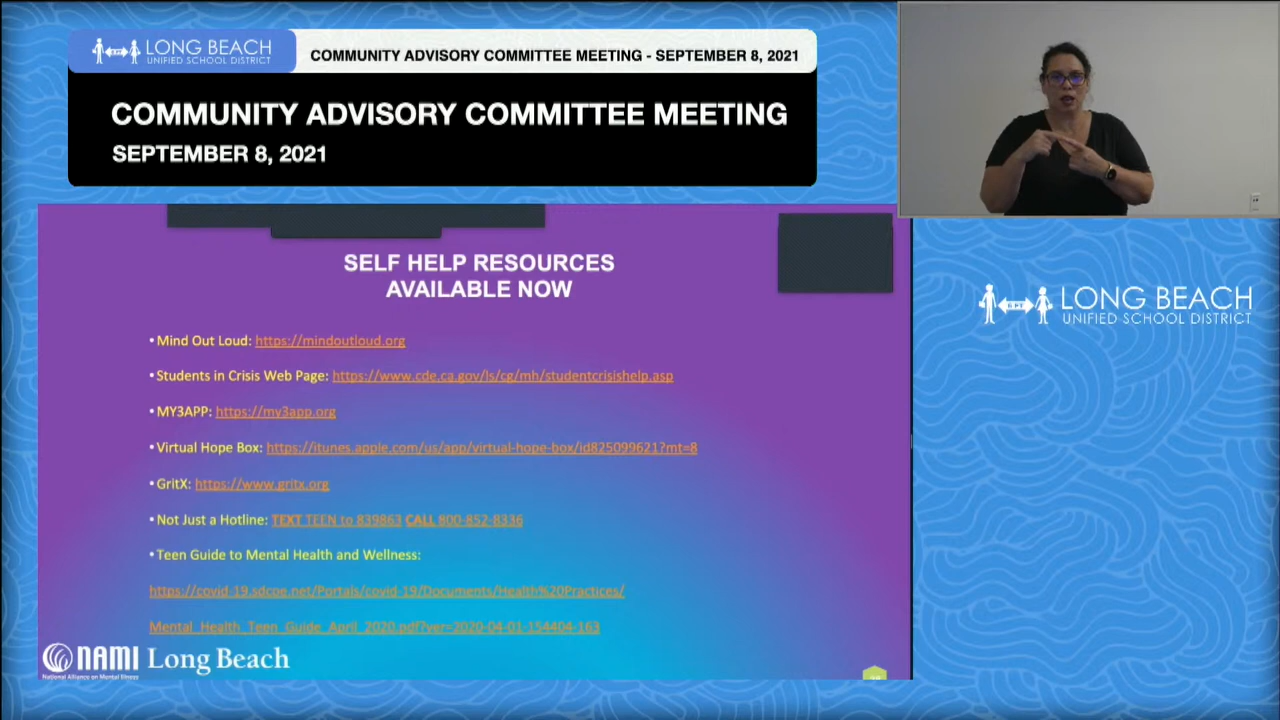 LONG BEACH
UNIFIED SCHOOL DISTRICT
COMMUNITY ADVISORY COMMITTEE MEETING - SEPTEMBER 8, 2021
COMMUNITY ADVISORY COMMITTEE MEETING
SEPTEMBER 8, 2021
SELF HELP RESOURCES
AVAILABLE NOW
• Mind Out Loud: https://mindoutloud.org
• Students in Crisis Web Page: https://www.cde.ca.gov/ls/cg/mh/studentcrisishelp.asp
• MY3APP: https://my3app.org
• Virtual Hope Box: https://itunes.apple.com/us/app/virtual-hope-box/id825099621?mt=8
• GritX: https://www.gritx.org
• Not Just a Hotline: TEXT TEEN to 839863 CALL 800-852-8336
• Teen Guide to Mental Health and Wellness:
https://covid-19.sdcoe.net/Portals/covid-19/Documents/Health%20Practices/
Mental_Health_Teen_Guide_April_2020.pdf?ver=2020-04-01-154404-163
NAMI Long Beach
National Alliance on Mental Illness
LONG BEACH
UNIFIED SCHOOL DISTRICT